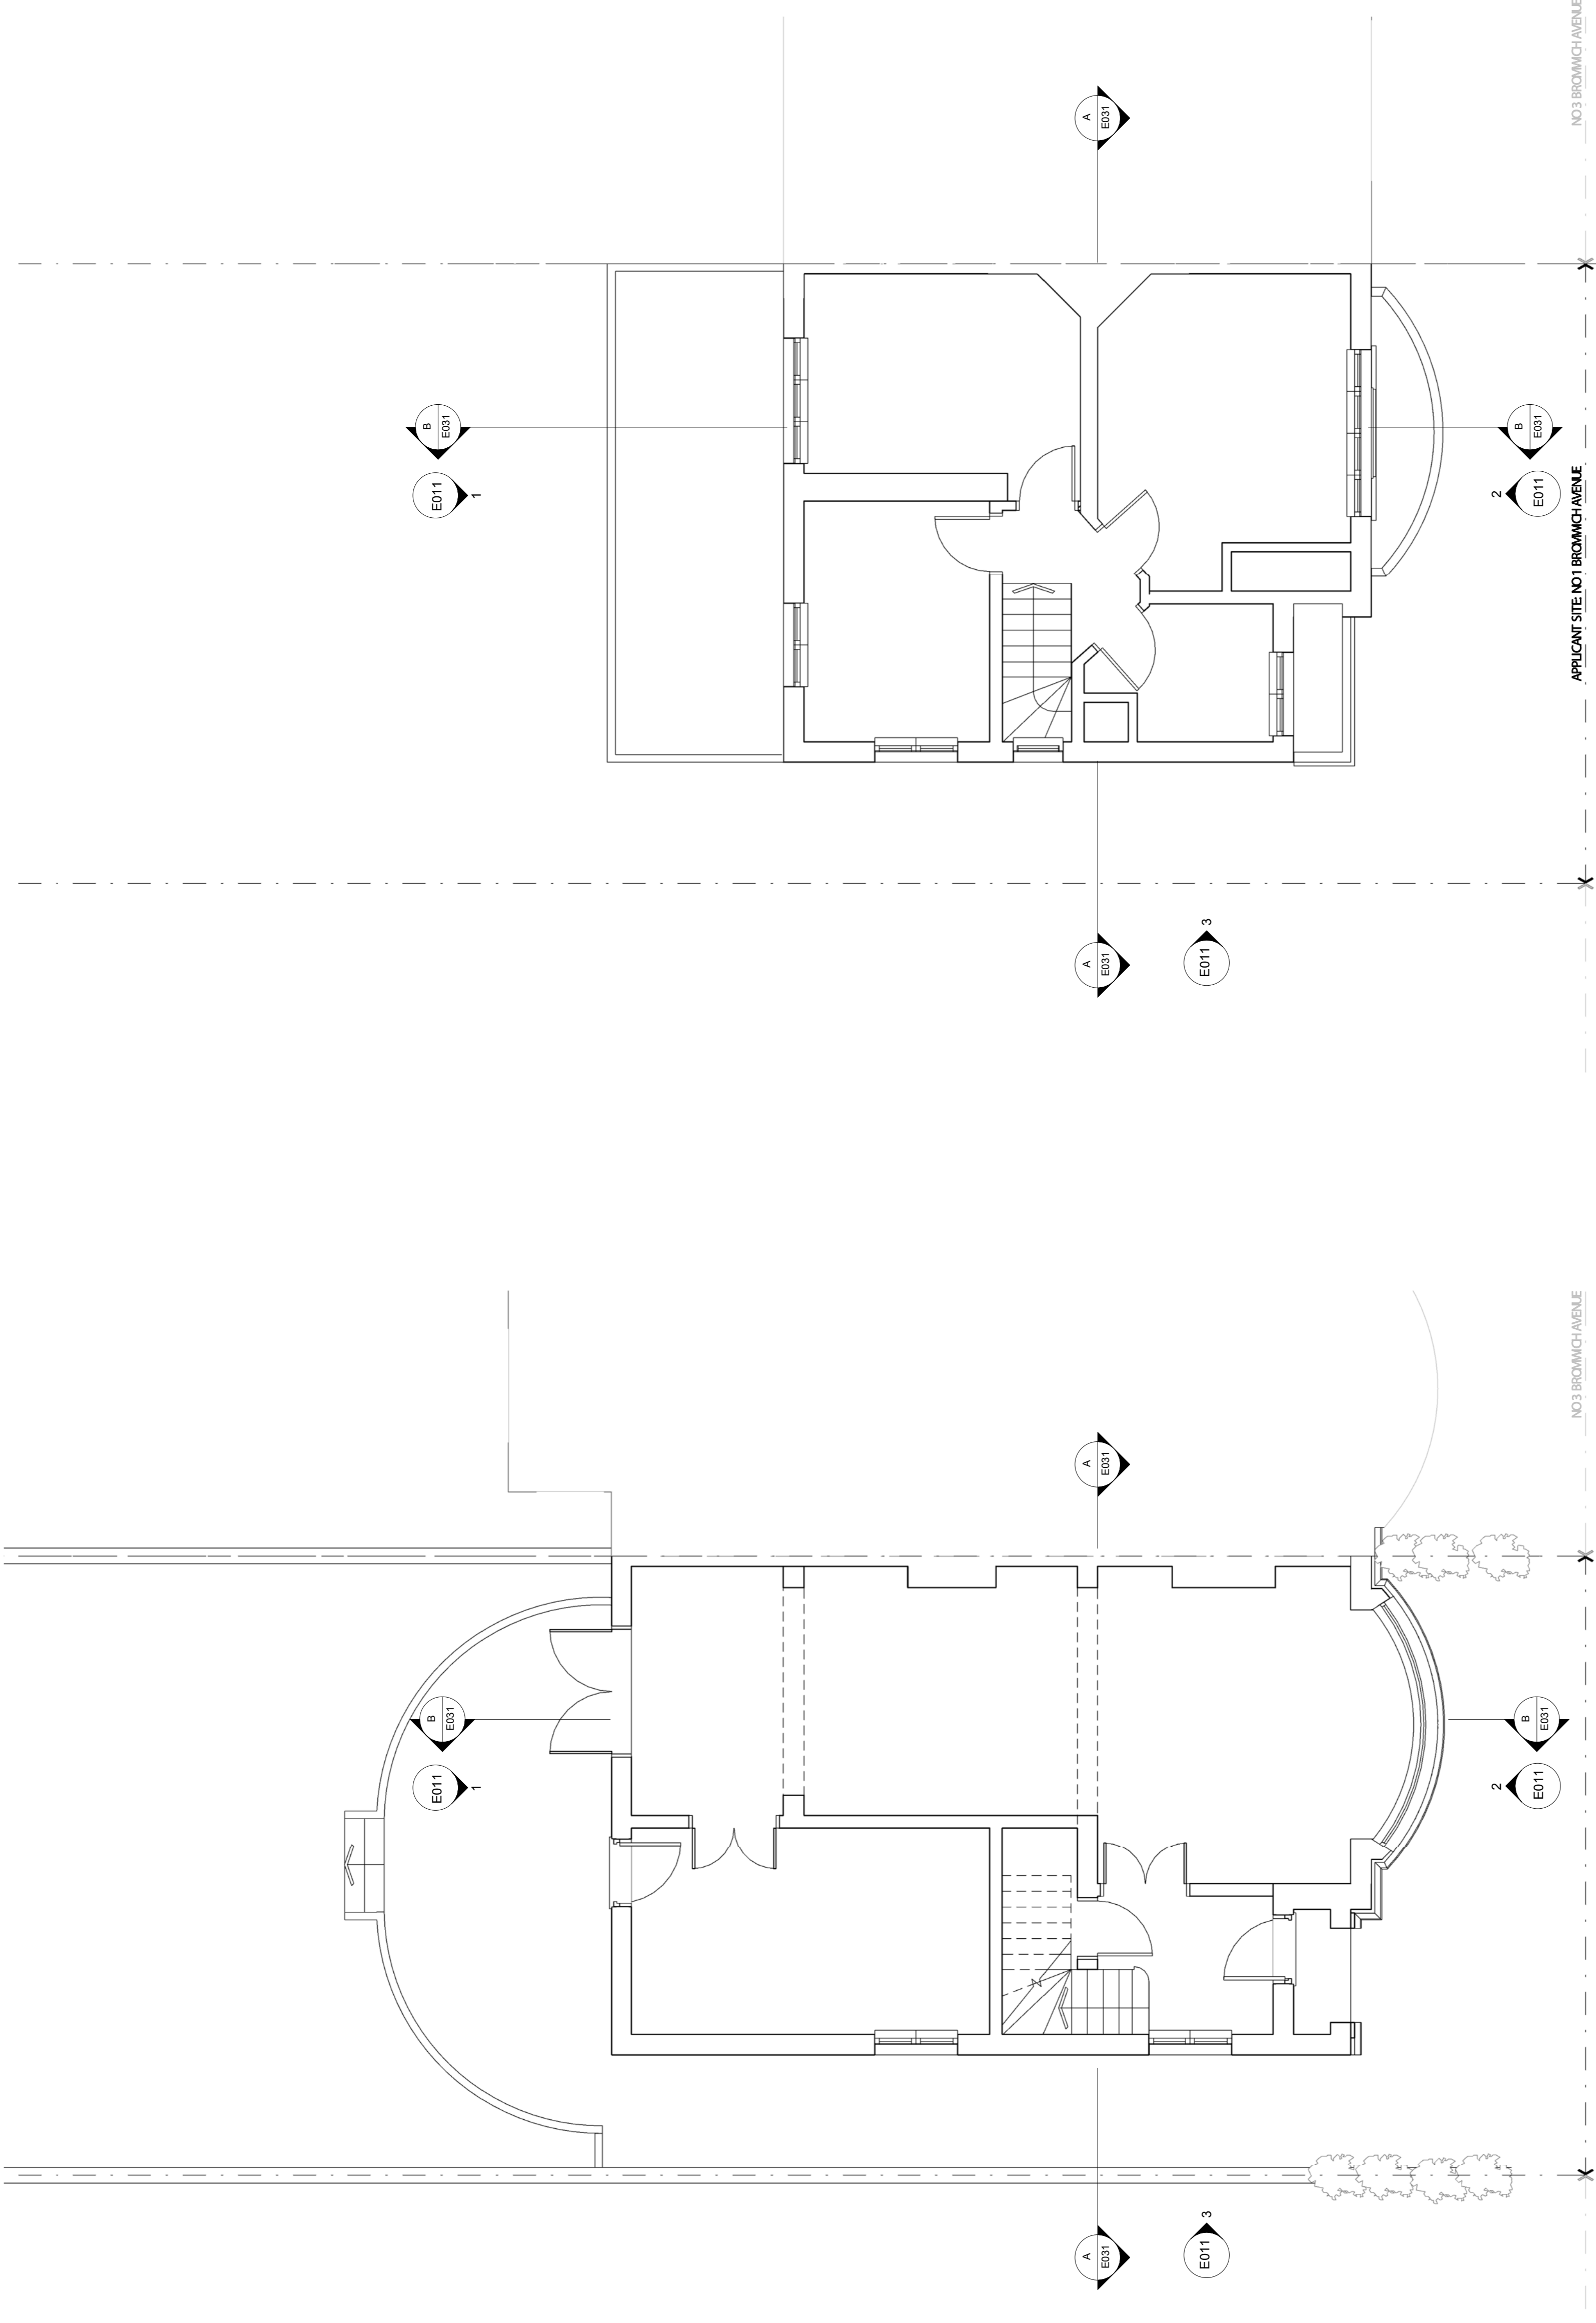 NO 3 BROMWICH AVENUE
A
E031
B
E031
E011
1
B
E031
2
E011
APPLICANT SITE: NO 1 BROMWICH AVENUE
A
E031
E011
3
NO 3 BROMWICH AVENUE
A
E031
B
E031
E011
1
B
E031
2
E011
A
E031
E011
3